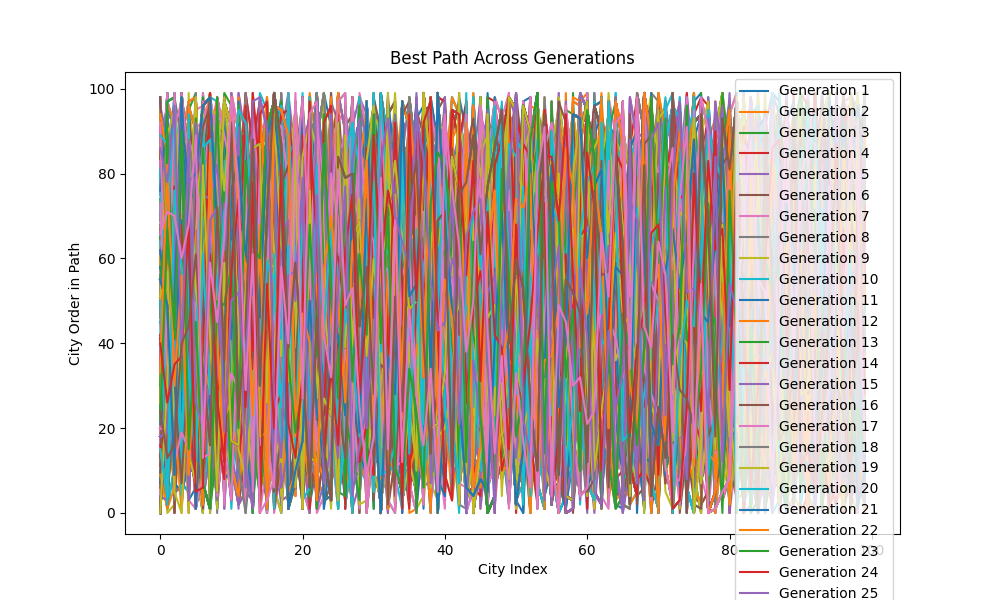 Best Path Across Generations
City Order in Path
100
80
60
40
20
0
0
20
40
60
80
100
City Index
Generation 1
Generation 2
Generation 3
Generation 4
Generation 5
Generation 6
Generation 7
Generation 8
Generation 9
Generation 10
Generation 11
Generation 12
Generation 13
Generation 14
Generation 15
Generation 16
Generation 17
Generation 18
Generation 19
Generation 20
Generation 21
Generation 22
Generation 23
Generation 24
Generation 25